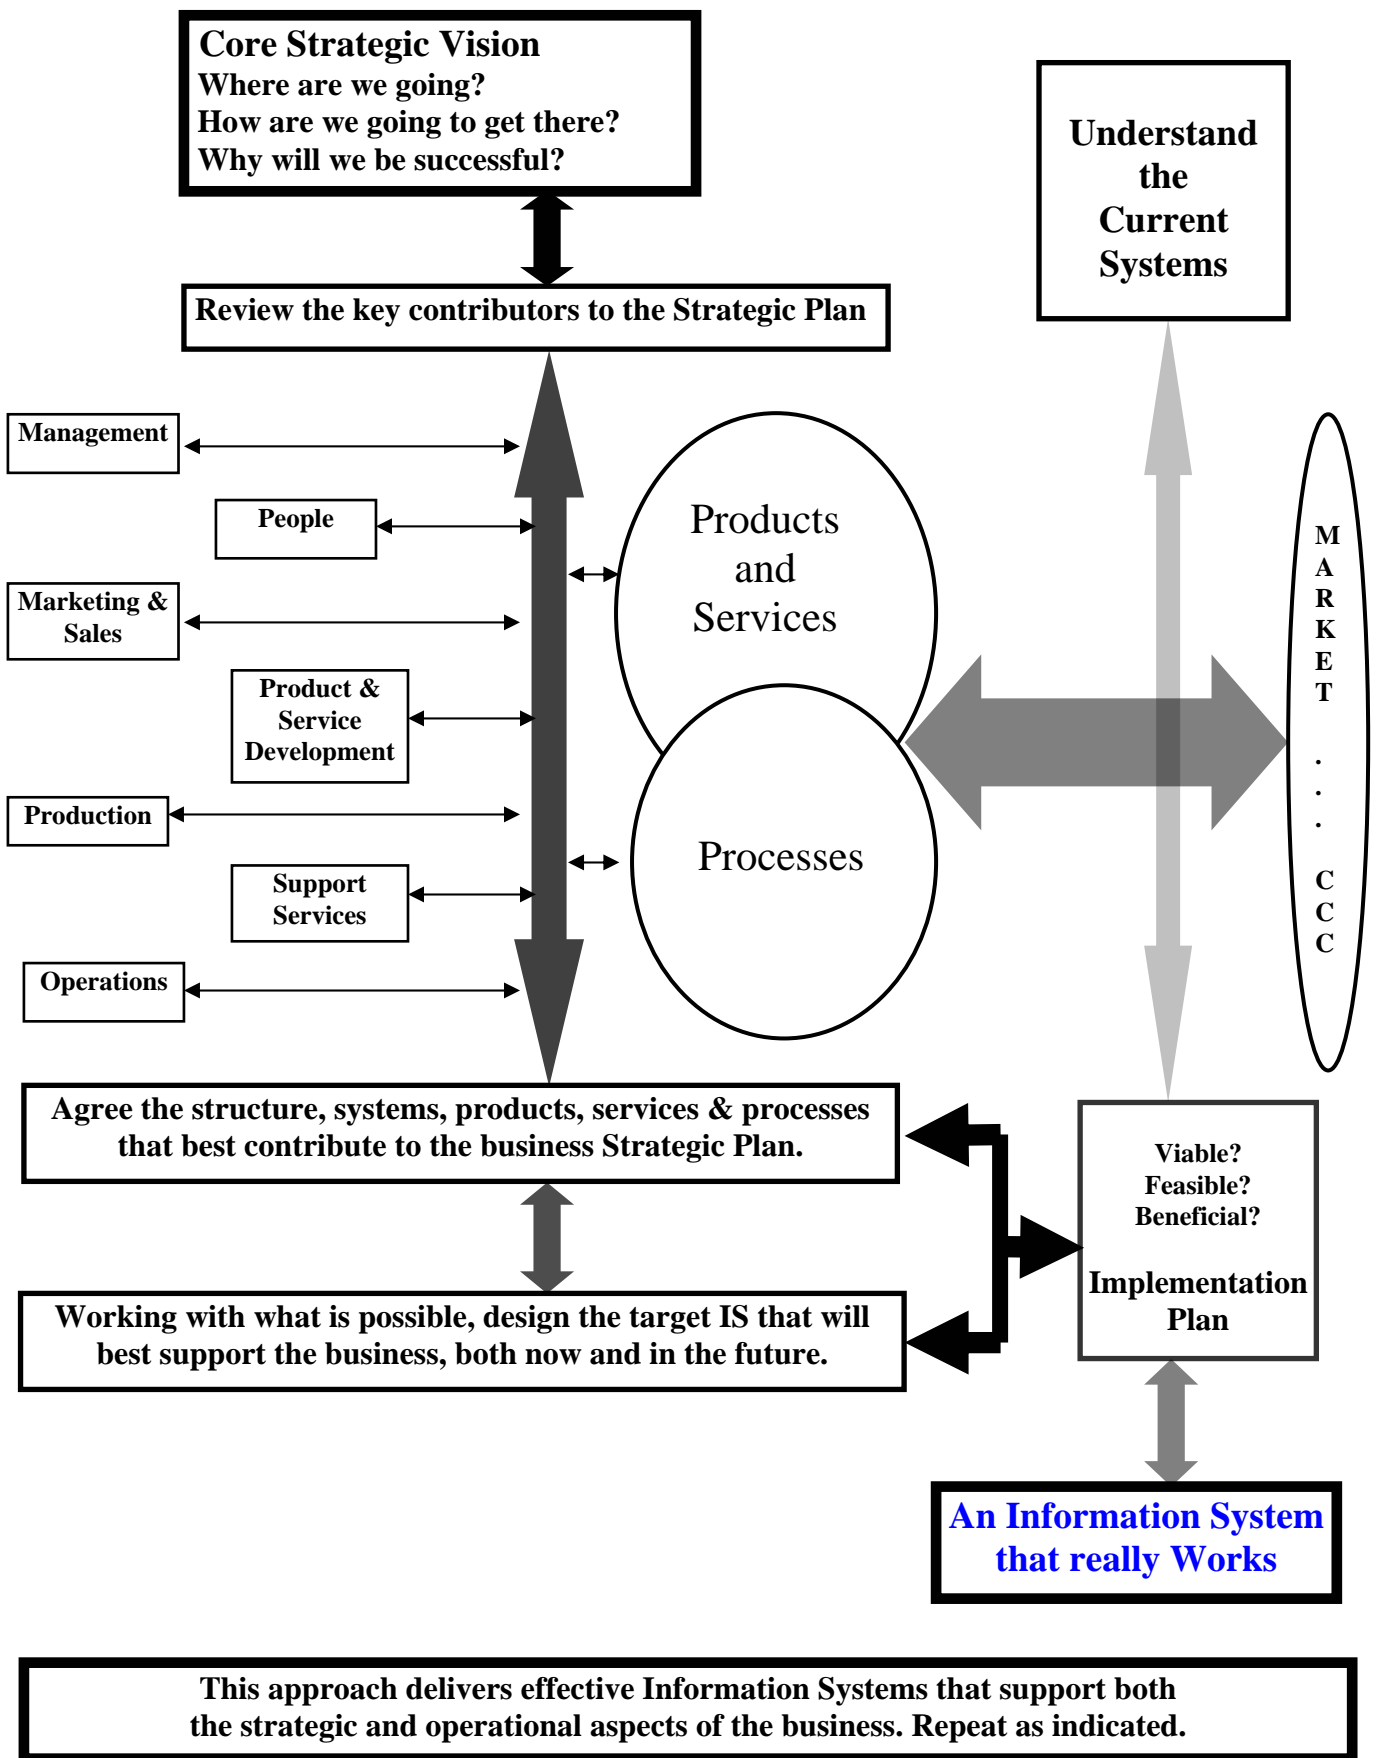 Core Strategic Vision
Where are we going?
How are we going to get there?
Why will we be successful?
Understand
the
Current
Systems
Review the key contributors to the Strategic Plan
Management
People
Marketing &
Sales
Product &
Service
Development
Production
Support
Services
Operations
Products
and
Services
Processes
M
A
R
K
E
T
.
.
.
C
C
C
Agree the structure, systems, products, services & processes
that best contribute to the business Strategic Plan.
Viable?
Feasible?
Beneficial?
Implementation
Plan
Working with what is possible, design the target IS that will
best support the business, both now and in the future.
An Information System
that really Works
This approach delivers effective Information Systems that support both
the strategic and operational aspects of the business. Repeat as indicated.